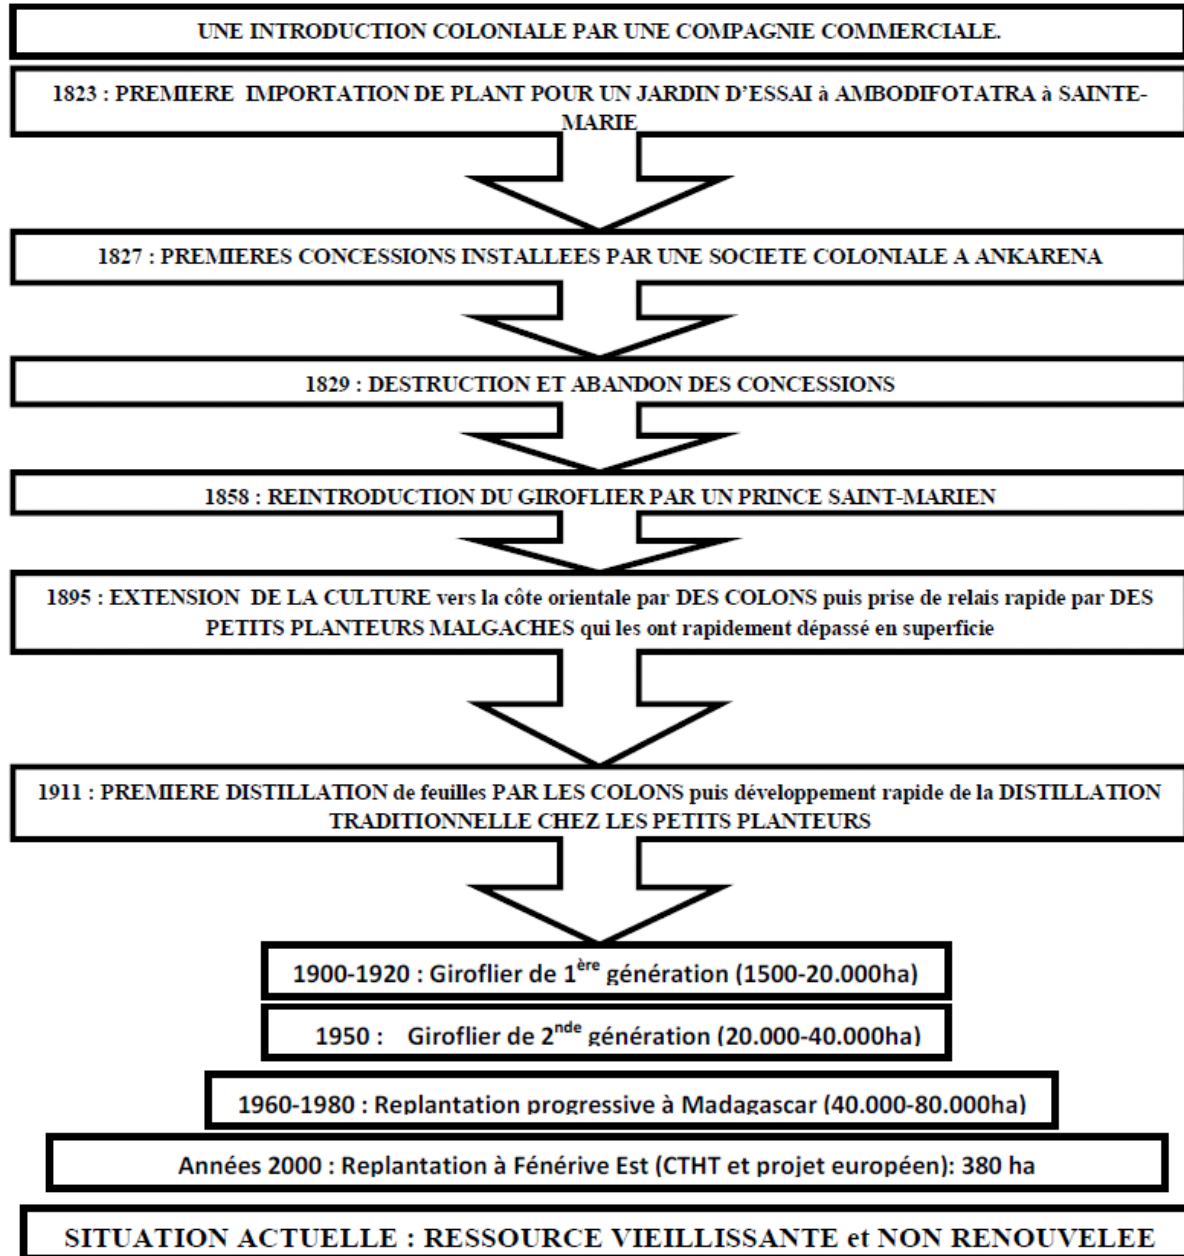 UNE INTRODUCTION COLONIALE PAR UNE COMPAGNIE COMMERCIALE.
1823 : PREMIERE IMPORTATION DE PLANT POUR UN JARDIN D'ESSAI à AMBODIFOTATRA à SAINTE-
MARIE
1827 : PREMIERES CONCESSIONS INSTALLEES PAR UNE SOCIETE COLONIALE A ANKARENA
1829 : DESTRUCTION ET ABANDON DES CONCESSIONS
1858 : REINTRODUCTION DU GIROFLIER PAR UN PRINCE SAINT-MARIEN
1895 : EXTENSION DE LA CULTURE vers la côte orientale par DES COLONS puis prise de relais rapide par DES
PETITS PLANTEURS MALGACHES qui les ont rapidement dépassé en superficie
1911 : PREMIERE DISTILLATION de feuilles PAR LES COLONS puis développement rapide de la DISTILLATION
TRADITIONNELLE CHEZ LES PETITS PLANTEURS
1900-1920 : Giroflier de 1ère génération (1500-20.000ha)
1950 : Giroflier de 2nde génération (20.000-40.000ha)
1960-1980 : Replantation progressive à Madagascar (40.000-80.000ha)
Années 2000 : Replantation à Fénérive Est (CTHT et projet européen): 380 ha
SITUATION ACTUELLE : RESSOURCE VIEILLISSANTE et NON RENOUVELEE